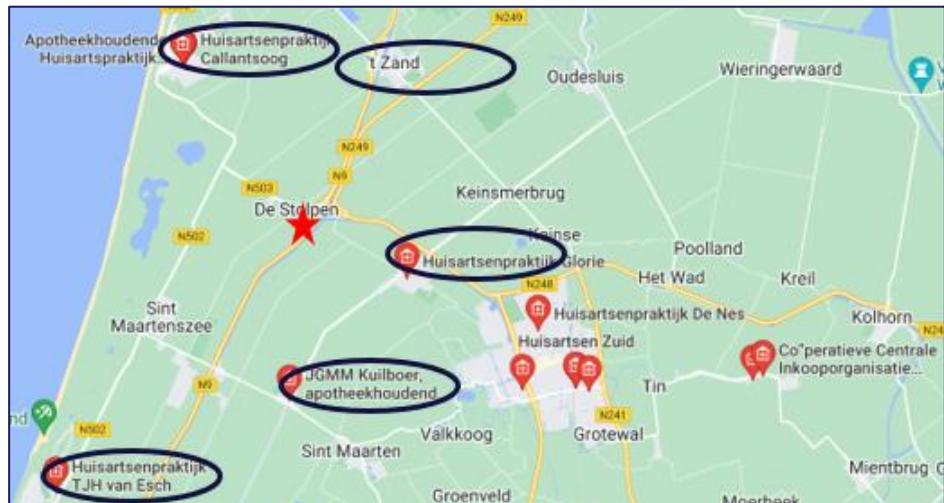 N249
Apotheekhoudende
Huisartspraktijk...
Huisartsenpraktijk
Callantsoog
't Zand
Oudesluis
Wieringerwaard
N249
N249
N9
N503
De Stolpen
Keinsmerbrug
N502
Keinse
Poolland
Huisartsenpraktijk Glorie
Het Wad
Kreil
N248
Sint
Maartenszee
Huisartsenpraktijk De Nes
Kolhorn
Huisartsen Zuid
Co"peratieve Centrale
Inkooporganisatie...
N9
JGMM Kuilboer,
apotheekhoudend
Tin
N502
Valkkoog
N241
Grotewal
Sint Maarten
Huisartsenpraktijk
TJH van Esch
Mientbrug
Groenveld